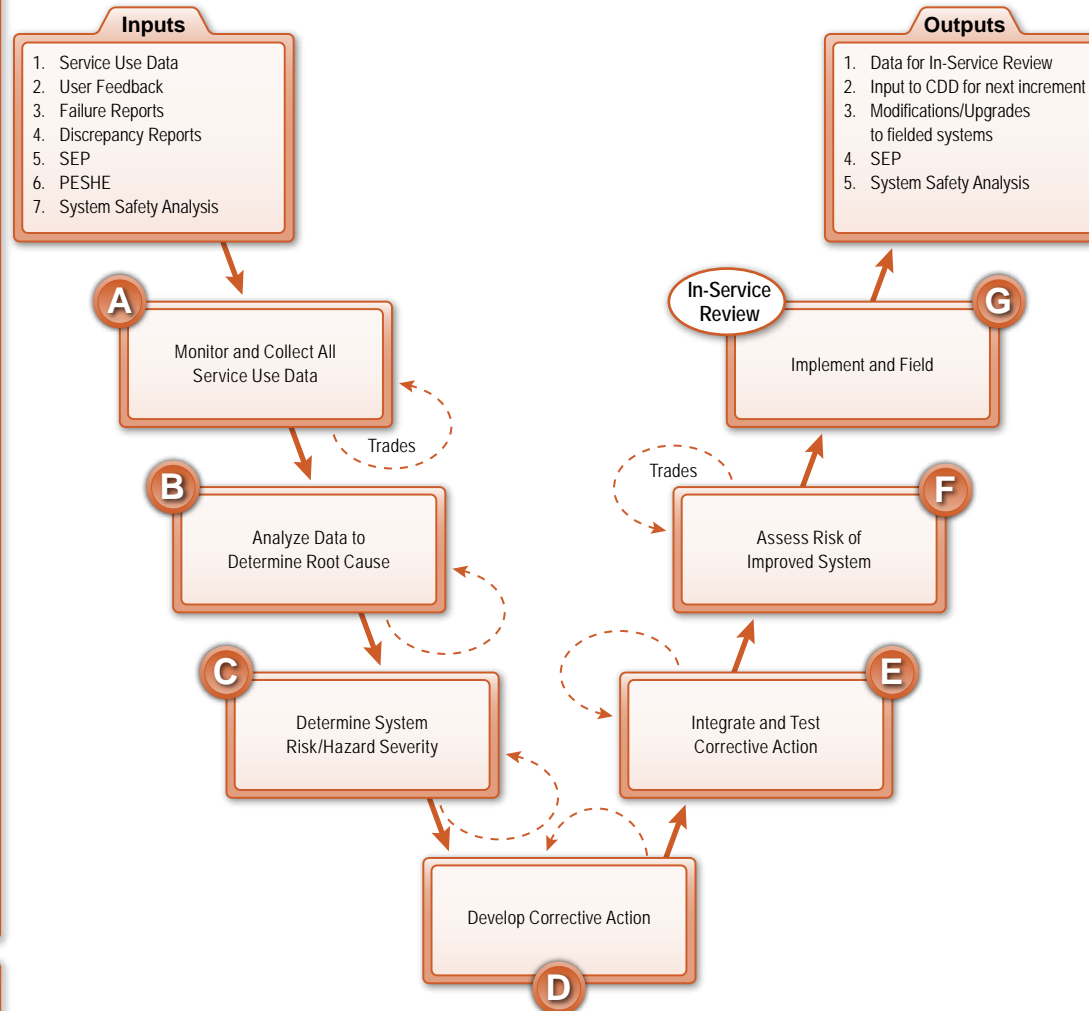 Inputs
1. Service Use Data
2. User Feedback
3. Failure Reports
4. Discrepancy Reports
5. SEP
6. PESHE
7. System Safety Analysis
A
Monitor and Collect All
Service Use Data
Trades
B
Analyze Data to
Determine Root Cause
C
Determine System
Risk/Hazard Severity
Develop Corrective Action
D
E
Integrate and Test
Corrective Action
F
Trades
Assess Risk of
Improved System
G
In-Service
Review
Implement and Field
Outputs
1. Data for In-Service Review
2. Input to CDD for next increment
3. Modifications/Upgrades
to fielded systems
4. SEP
5. System Safety Analysis